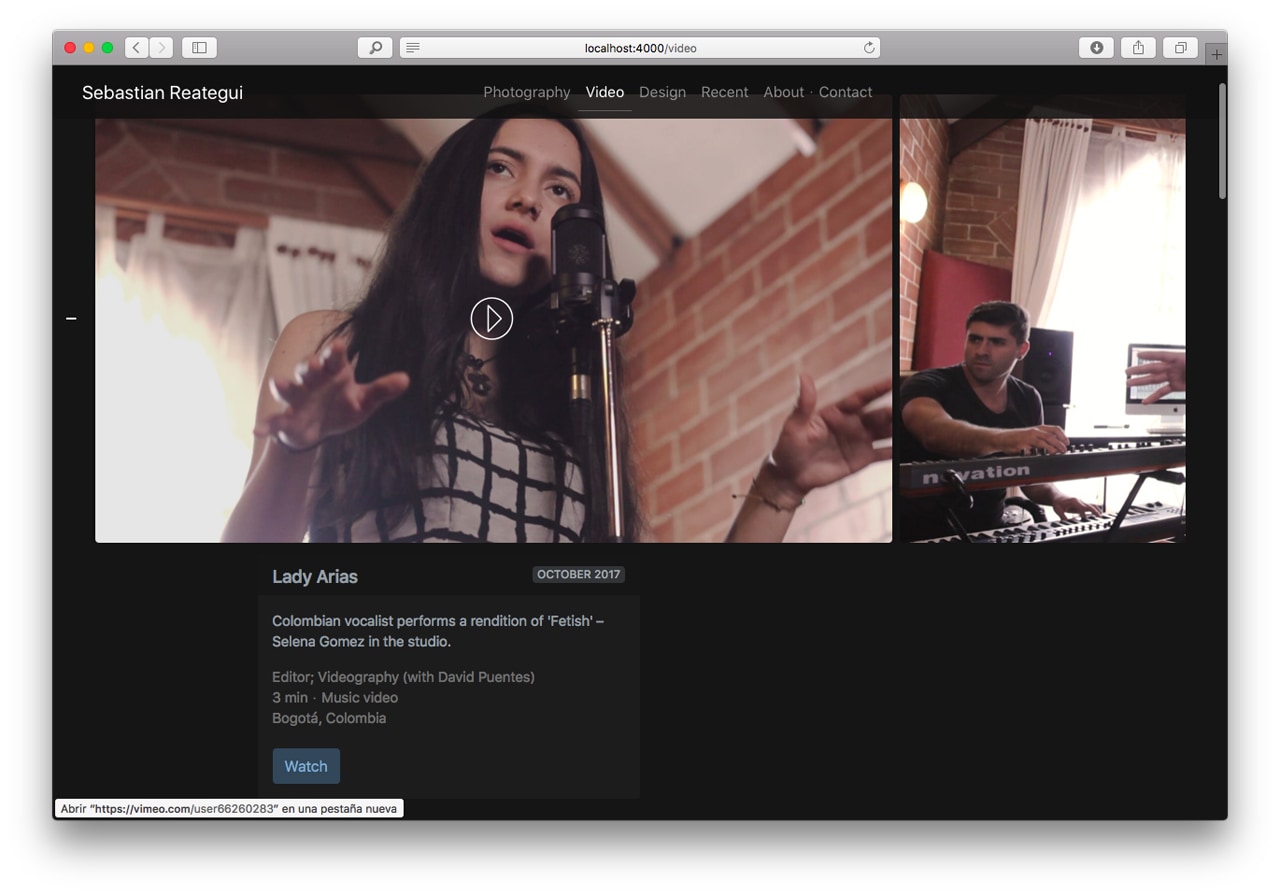 localhost:4000/video
Sebastian Reategui
Photography Video Design Recent About · Contact
novation
Lady Arias
OCTOBER 2017
Colombian vocalist performs a rendition of 'Fetish' –
Selena Gomez in the studio.
Editor; Videography (with David Puentes)
3 min · Music video
Bogotá, Colombia
Watch
Abrir "https://vimeo.com/user66260283" en una pestaña nueva